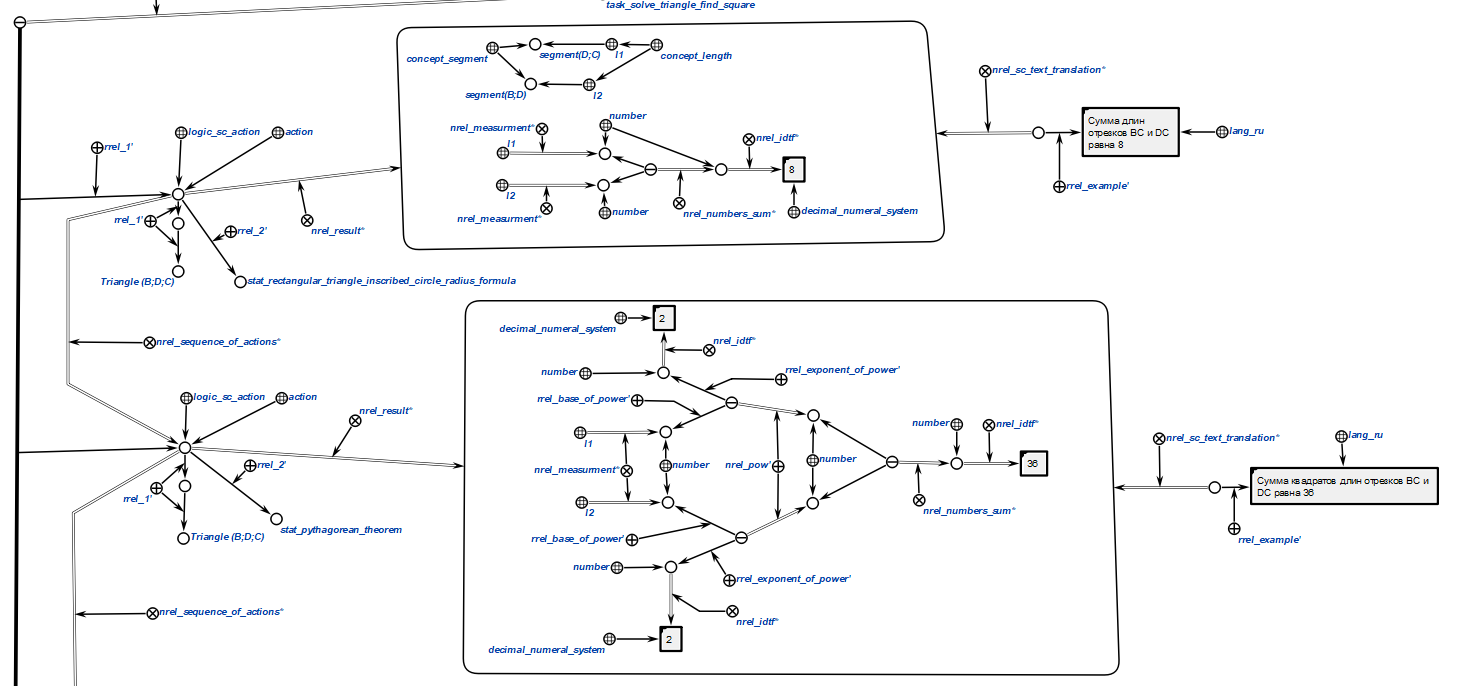 task_solve_triangle_find_square
concept_segment
segment(D;C)
l1
concept_length
segment(B;D)
l2
nrel_measurment*
number
l1
nrel_idtf*
8
l2
nrel_measurment*
number
nrel_numbers_sum*
decimal_numeral_system
nrel_sc_text_translation*
Сумма длин
отрезков BC и DC
равна 8
lang_ru
rrel_example'
rrel_1'
logic_sc_action
action
rrel_1'
rrel_2'
nrel_result*
Triangle (B;D;C)
stat_rectangular_triangle_inscribed_circle_radius_formula
nrel_sequence_of_actions*
decimal_numeral_system
2
nrel_idtf*
number
rrel_exponent_of_power'
rrel_base_of_power'
l1
number
nrel_idtf*
nrel_measurment*
number
nrel_pow'
number
36
l2
nrel_numbers_sum*
rrel_base_of_power'
number
rrel_exponent_of_power'
nrel_idtf*
decimal_numeral_system
2
logic_sc_action
action
nrel_result*
rrel_2'
rrel_1'
stat_pythagorean_theorem
Triangle (B;D;C)
nrel_sequence_of_actions*
nrel_sc_text_translation*
lang_ru
Сумма квадратов длин отрезков BC и
DC равна 36
rrel_example'